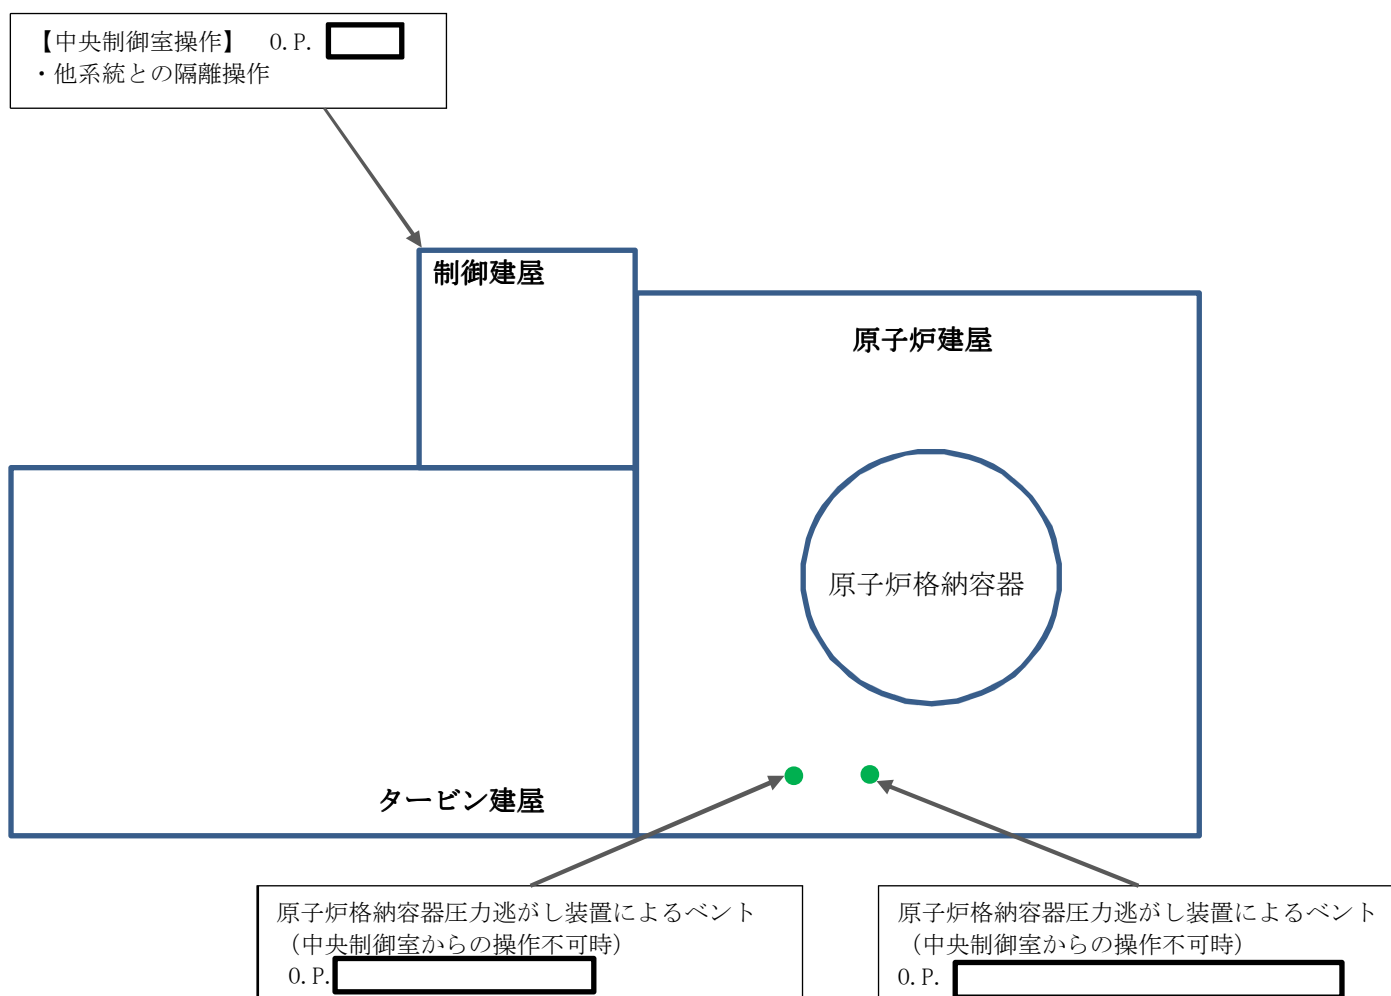 【中央制御室操作】 O.P.
・他系統との隔離操作
制御建屋
原子炉建屋
原子炉格納容器
タービン建屋
原子炉格納容器圧力逃がし装置によるベント
（中央制御室からの操作不可時）
O.P.
原子炉格納容器圧力逃がし装置によるベント
（中央制御室からの操作不可時）
O.P.